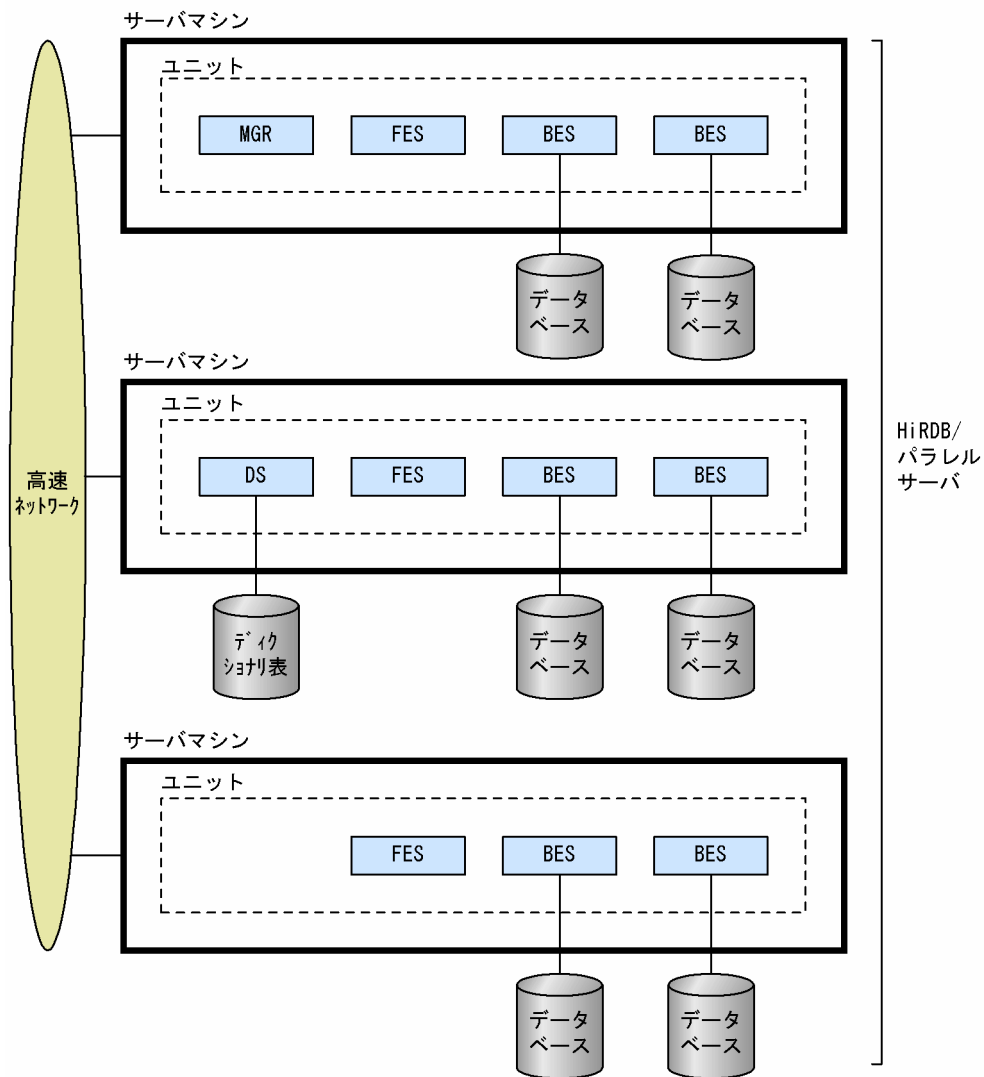 サーバマシン
ユニット
MGR
FES
BES
BES
データ
ベース
データ
ベース
サーバマシン
ユニット
DS
FES
BES
BES
高速
ネットワーク
HiRDB/
パラレル
サーバ
ディク
ショナリ表
データ
ベース
データ
ベース
サーバマシン
ユニット
FES
BES
BES
データ
ベース
データ
ベース